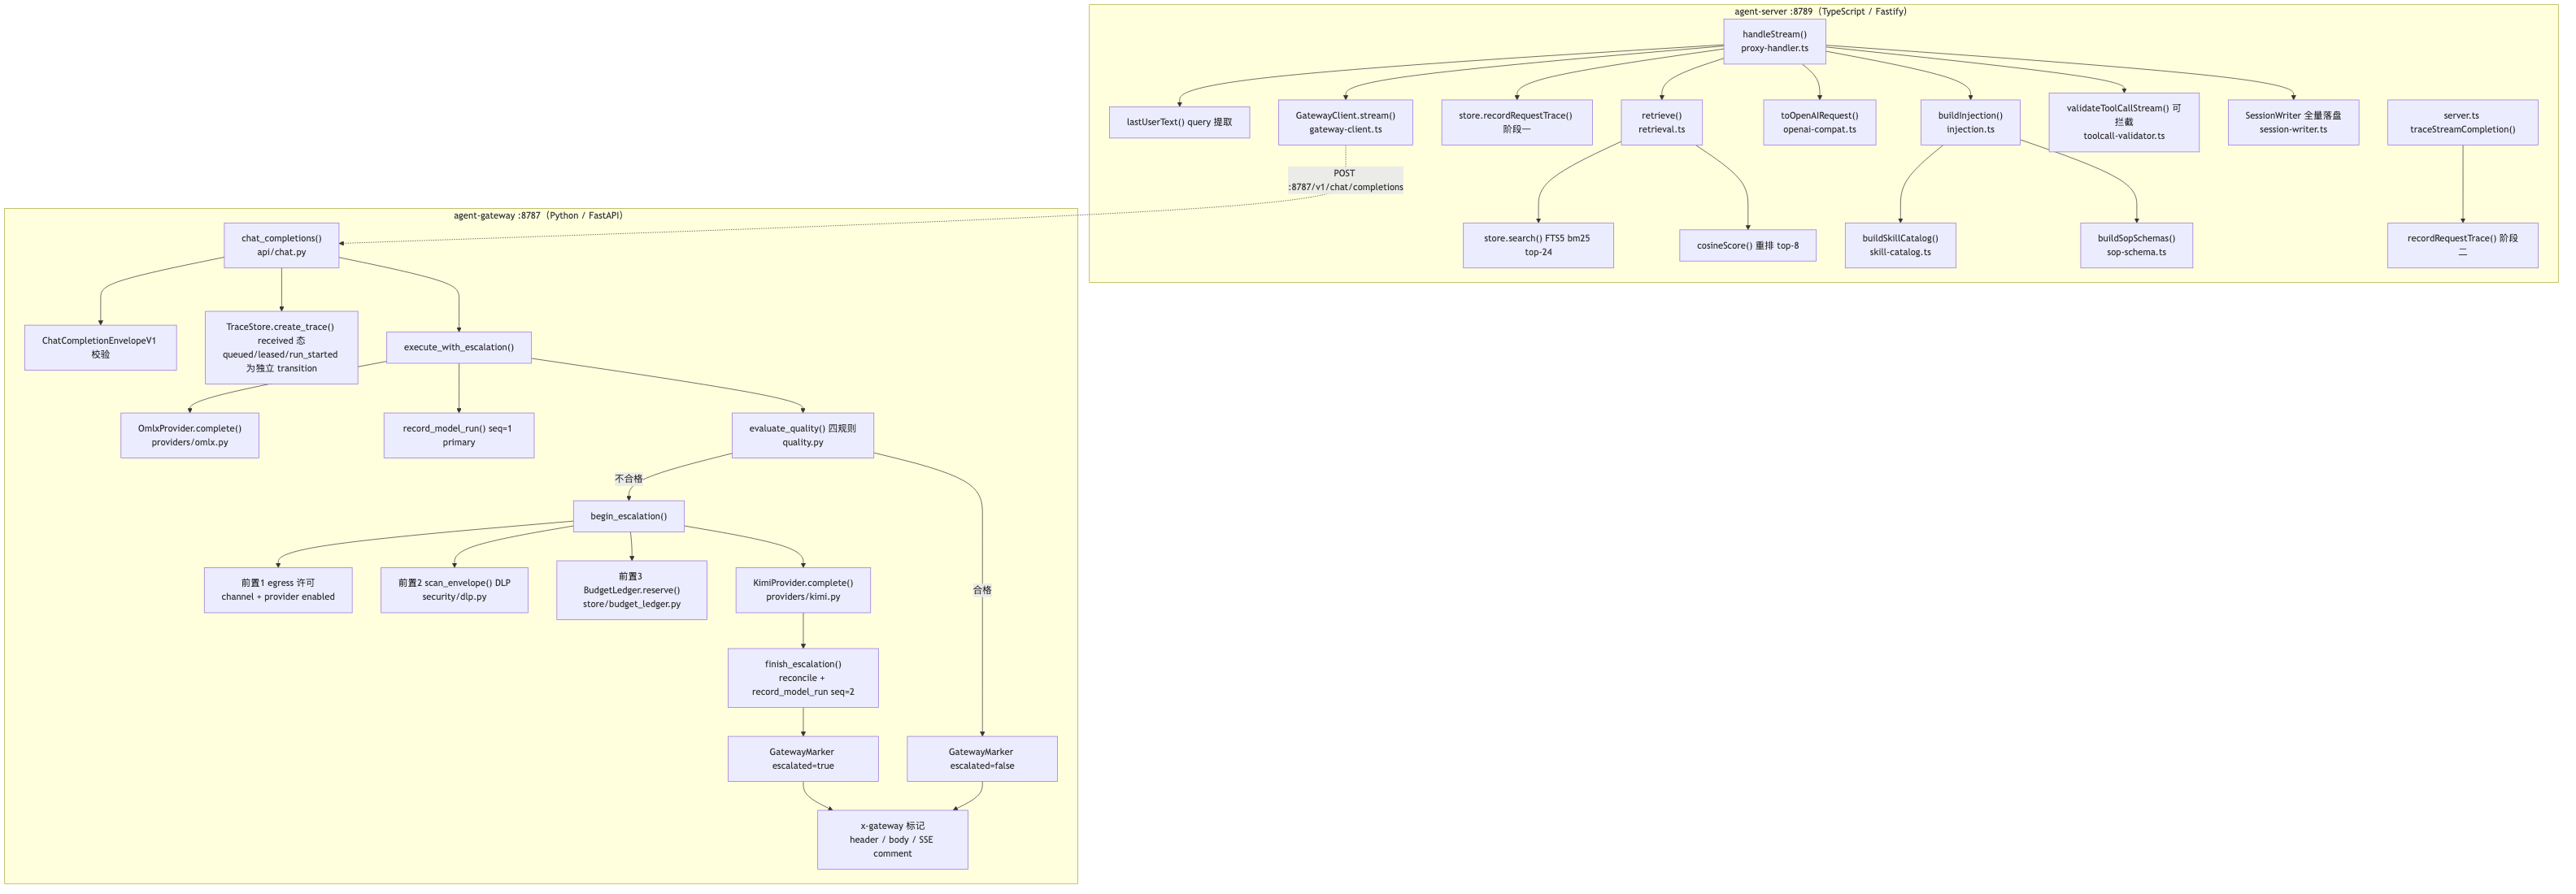 agent-server :8789（TypeScript / Fastify）
handleStream()
proxy-handler.ts
lastUserText() query 提取
GatewayClient.stream()
gateway-client.ts
store.recordRequestTrace()
阶段一
retrieve()
retrieval.ts
toOpenAIRequest()
openai-compat.ts
buildInjection()
injection.ts
validateToolCallStream() 可
拦截
toolcall-validator.ts
SessionWriter 全量落盘
session-writer.ts
server.ts
traceStreamCompletion()
POST
:8787/v1/chat/completions
store.search() FTS5 bm25
top-24
cosineScore() 重排 top-8
buildSkillCatalog()
skill-catalog.ts
buildSopSchemas()
sop-schema.ts
recordRequestTrace() 阶段
二
agent-gateway :8787（Python / FastAPI）
chat_completions()
api/chat.py
ChatCompletionEnvelopeV1
校验
TraceStore.create_trace()
received 态
queued/leased/run_started
为独立 transition
execute_with_escalation()
OmlxProvider.complete()
providers/omlx.py
record_model_run() seq=1
primary
evaluate_quality() 四规则
quality.py
不合格
begin_escalation()
前置1 egress 许可
channel + provider enabled
前置2 scan_envelope() DLP
security/dlp.py
前置3
BudgetLedger.reserve()
store/budget_ledger.py
KimiProvider.complete()
providers/kimi.py
合格
finish_escalation()
reconcile +
record_model_run seq=2
GatewayMarker
escalated=true
GatewayMarker
escalated=false
x-gateway 标记
header / body / SSE
comment